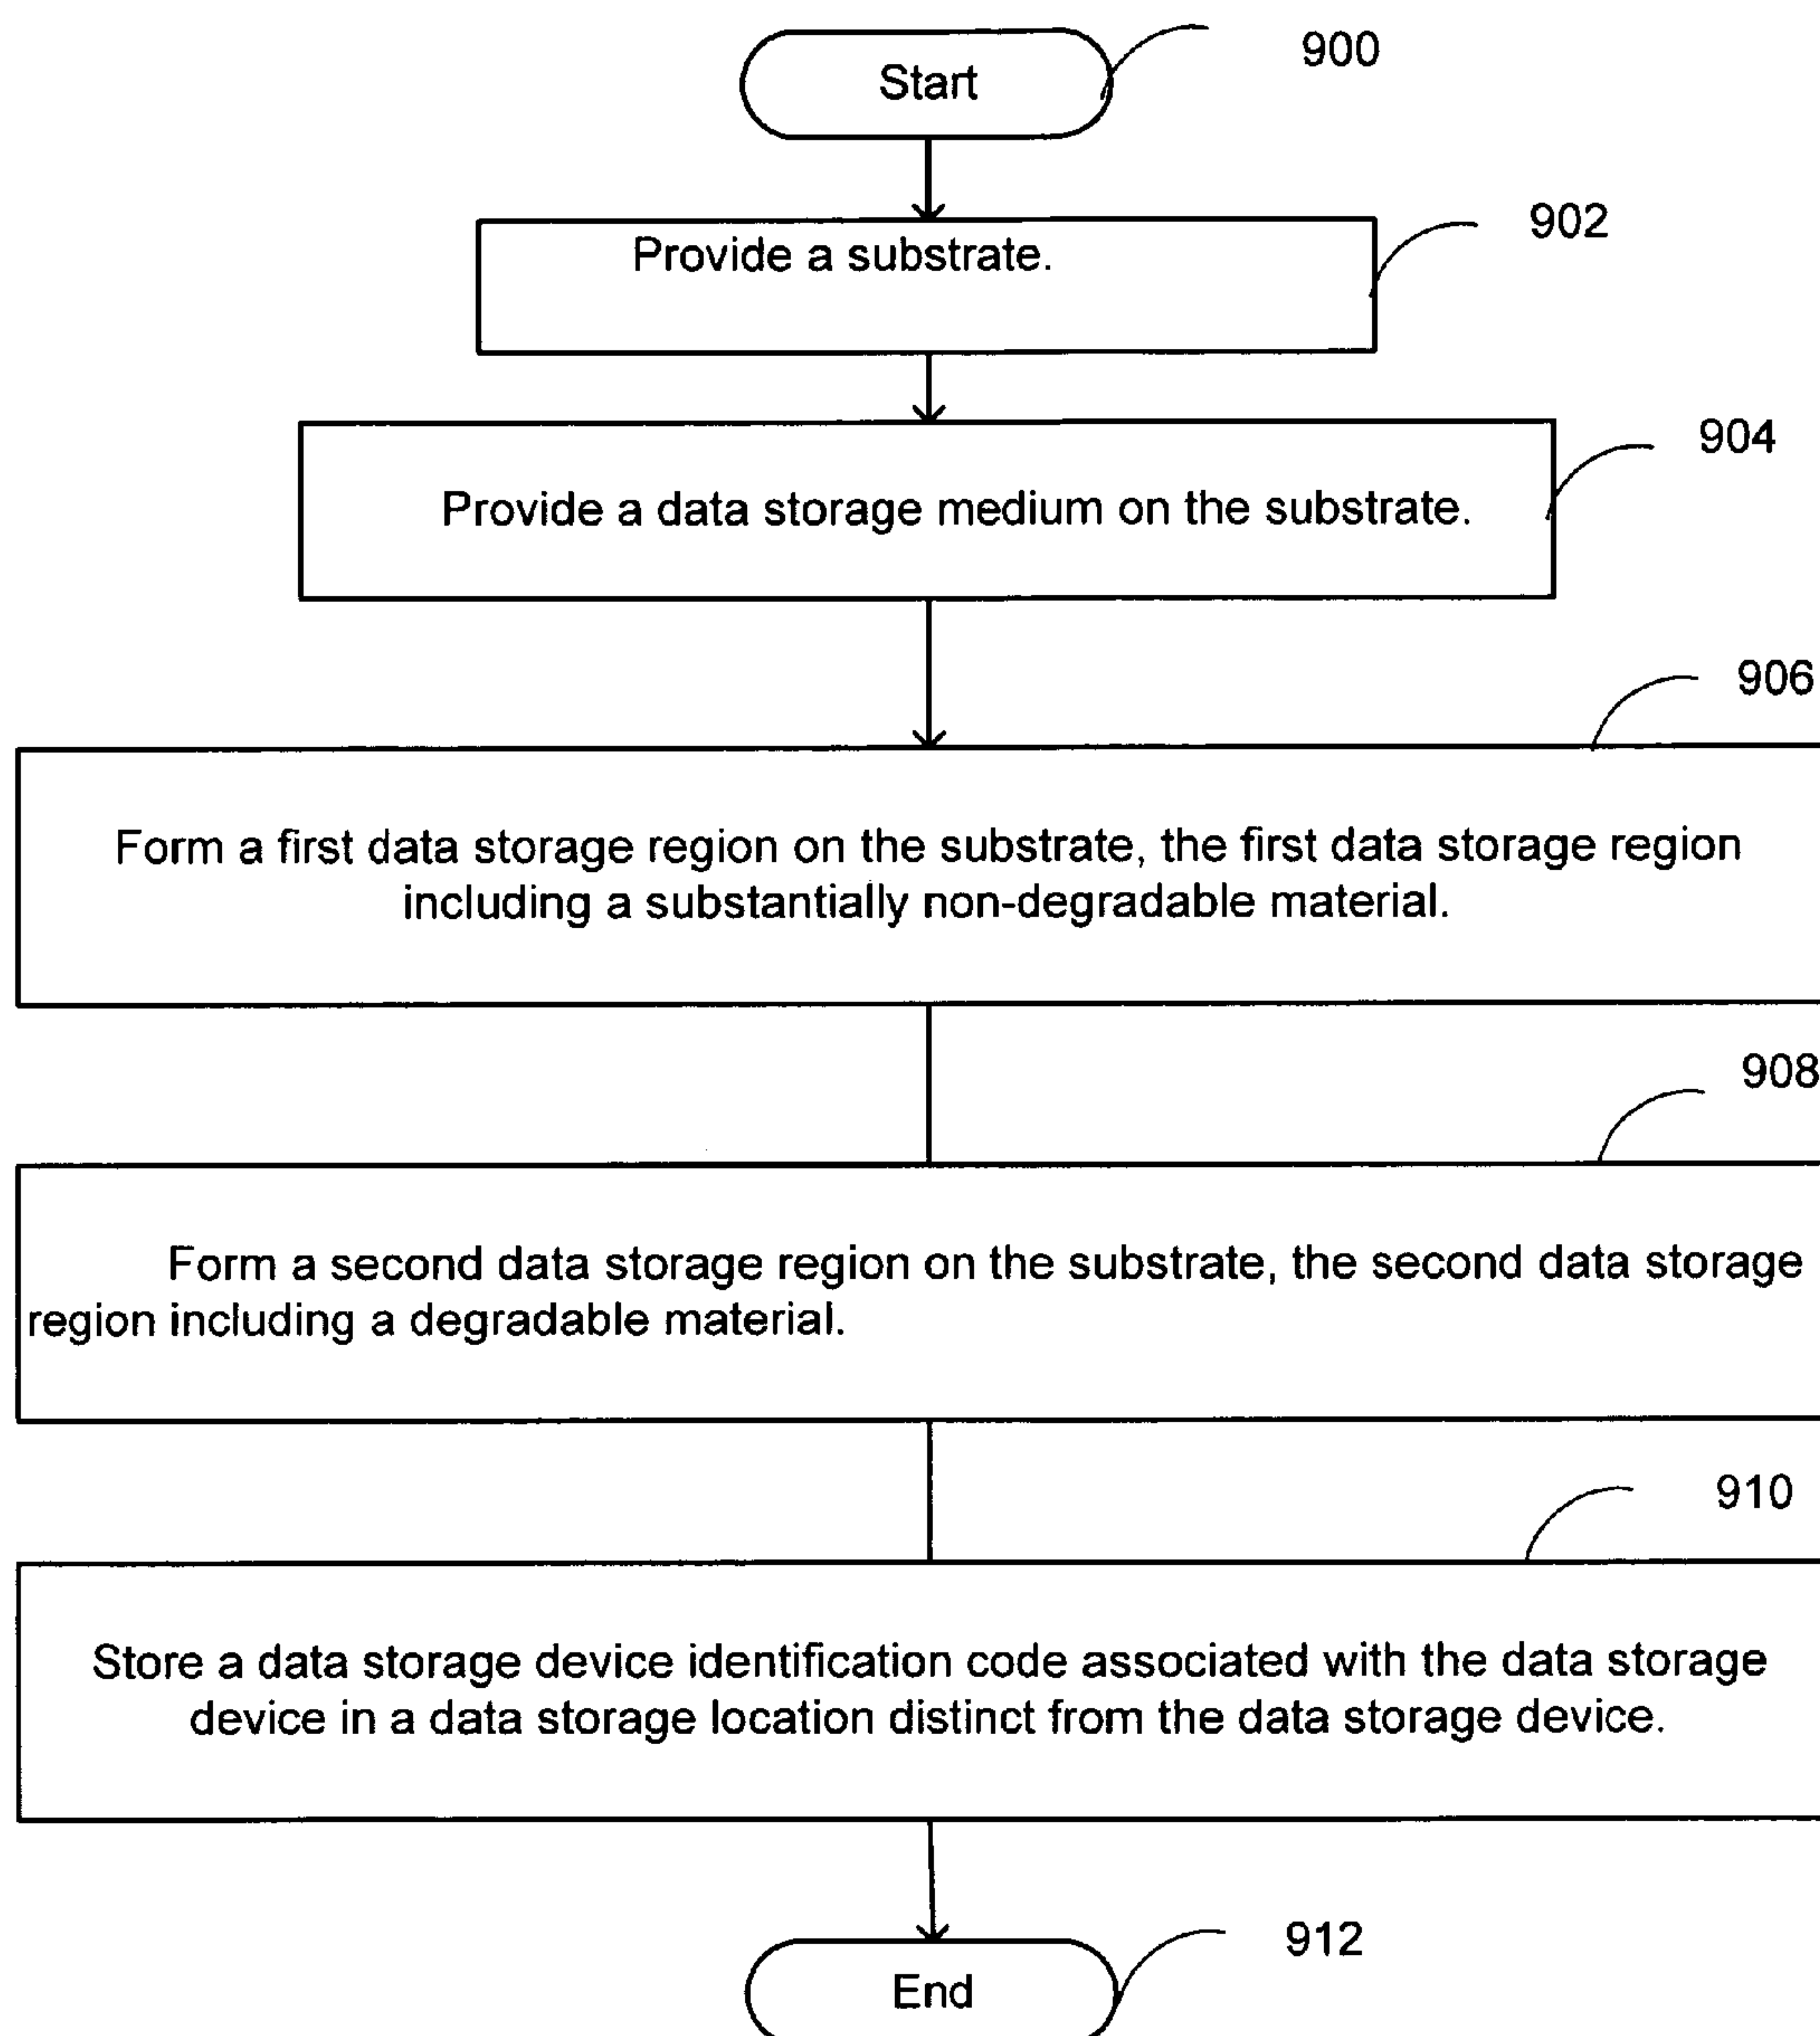 900
Start
902
Provide a substrate.
904
Provide a data storage medium on the substrate.
906
Form a first data storage region on the substrate, the first data storage region
including a substantially non-degradable material.
908
Form a second data storage region on the substrate, the second data storage
region including a degradable material.
910
Store a data storage device identification code associated with the data storage
device in a data storage location distinct from the data storage device.
912
End